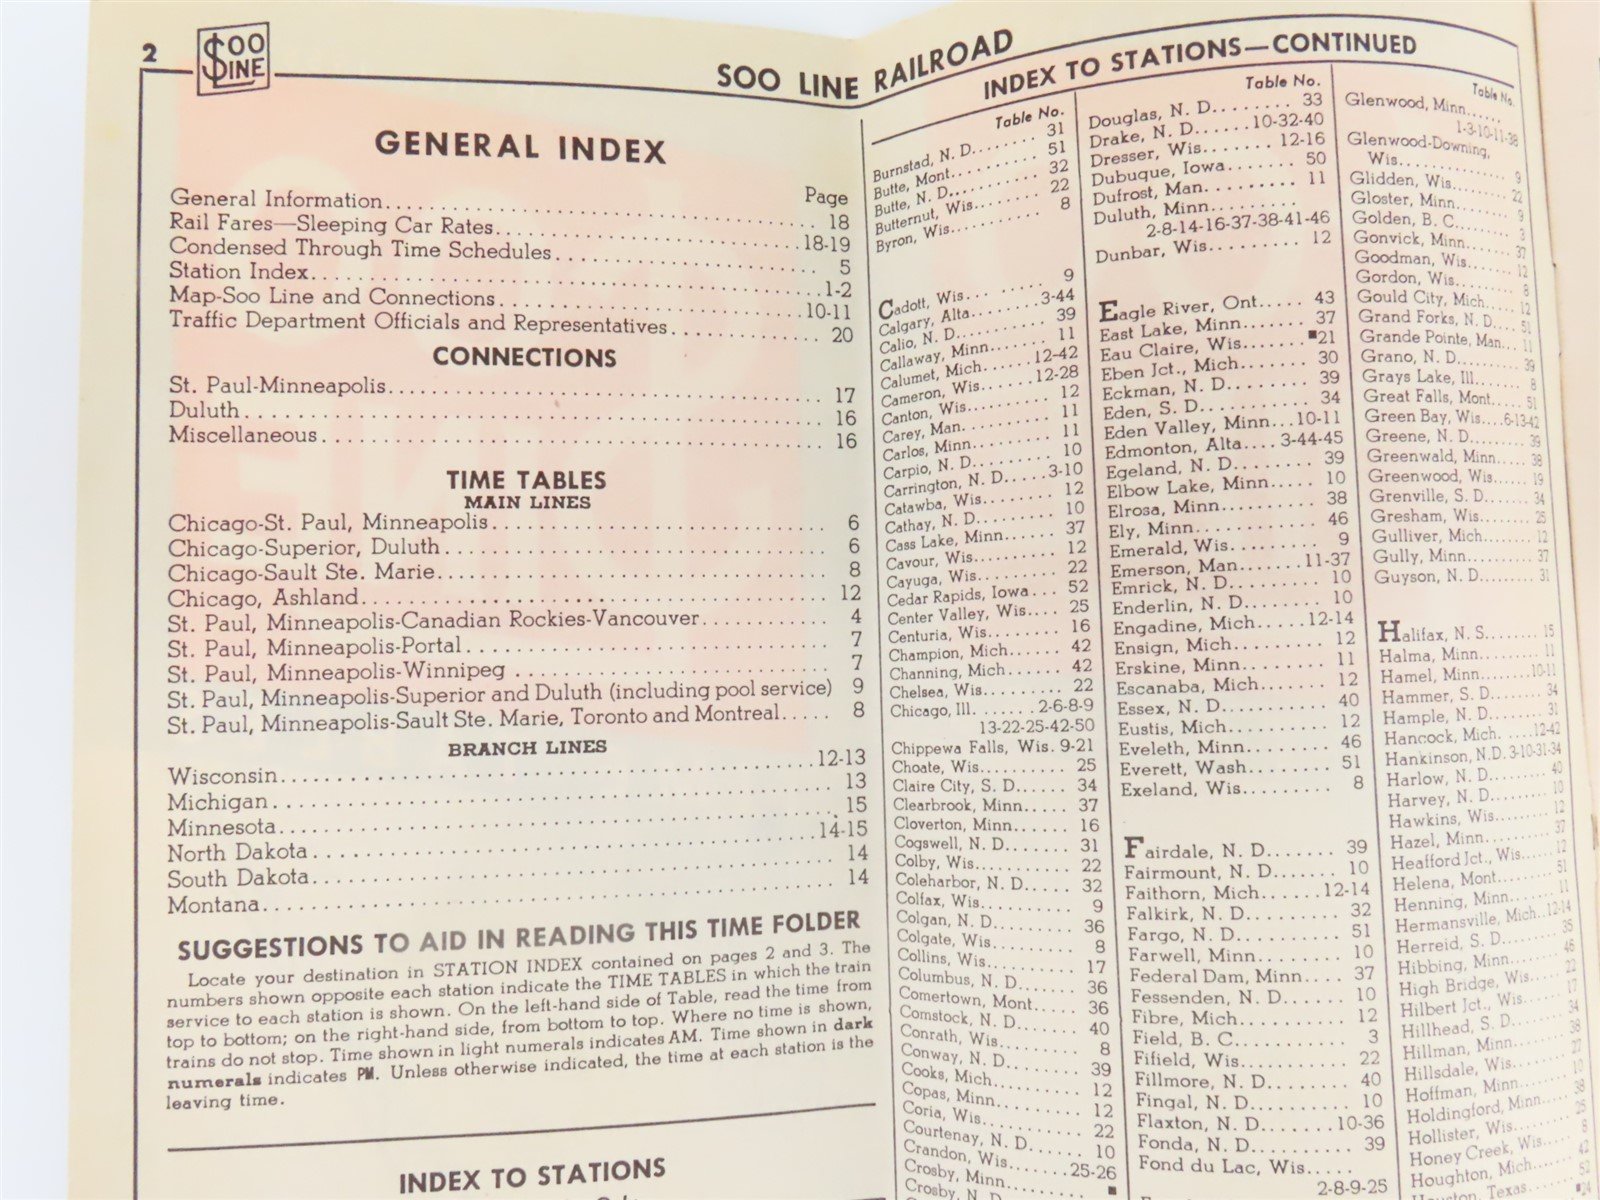 2
SOO LINE
SOO LINE RAILROAD
GENERAL INDEX
Page
General Information 18
Rail Fares—Sleeping Car Rates 18-19
Condensed Through Time Schedules 5
Station Index 1-2
Map-Soo Line and Connections 10-11
Traffic Department Officials and Representatives 20
CONNECTIONS
St. Paul-Minneapolis 17
Duluth 16
Miscellaneous 16
TIME TABLES
MAIN LINES
Chicago-St. Paul, Minneapolis 6
Chicago-Superior, Duluth 6
Chicago-Sault Ste. Marie 8
Chicago, Ashland 12
St. Paul, Minneapolis-Canadian Rockies-Vancouver 4
St. Paul, Minneapolis-Portal 7
St. Paul, Minneapolis-Winnipeg 7
St. Paul, Minneapolis-Superior and Duluth (including pool service) 9
St. Paul, Minneapolis-Sault Ste. Marie, Toronto and Montreal 8
BRANCH LINES
Wisconsin 12-13
Michigan 13
Minnesota 15
North Dakota 14-15
South Dakota 14
Montana 14
SUGGESTIONS TO AID IN READING THIS TIME FOLDER
Locate your destination in STATION INDEX contained on pages 2 and 3. The
numbers shown opposite each station indicate the TIME TABLES in which the train
service to each station is shown. On the left-hand side of Table, read the time from
top to bottom; on the right-hand side, from bottom to top. Where no time is shown,
trains do not stop. Time shown in light numerals indicates AM. Time shown in dark
numerals indicates PM. Unless otherwise indicated, the time at each station is the
leaving time.
INDEX TO STATIONS
INDEX TO STATIONS—CONTINUED
Table No.
Burnstad, N. D. 31
Butte, Mont. 51
Butte, N. D. 32
Butternut, Wis. 22
Byron, Wis. 8
Cadott, Wis. 9
Calgary, Alta. 3-44
Calio, N. D. 39
Callaway, Minn. 11
Calumet, Mich. 12-42
Cameron, Wis. 12-28
Canton, Wis. 12
Carey, Man. 11
Carlos, Minn. 11
Carpio, N. D. 10
Carrington, N. D. 3-10
Catawba, Wis. 12
Cathay, N. D. 10
Cass Lake, Minn. 37
Cavour, Wis. 12
Cayuga, Wis. 22
Cedar Rapids, Iowa 52
Center Valley, Wis. 25
Centuria, Wis. 16
Champion, Mich. 42
Channing, Mich. 42
Chelsea, Wis. 22
Chicago, Ill. 2-6-8-9
13-22-25-42-50
Chippewa Falls, Wis. 9-21
Choate, Wis. 25
Claire City, S. D. 34
Clearbrook, Minn. 37
Cloverton, Minn. 16
Cogswell, N. D. 31
Colby, Wis. 22
Coleharbor, N. D. 32
Colfax, Wis. 9
Colgan, N. D. 36
Colgate, Wis. 8
Collins, Wis. 17
Columbus, N. D. 36
Comertown, Mont. 36
Comstock, N. D. 40
Conrath, Wis. 8
Conway, N. D. 39
Cooks, Mich. 12
Copas, Minn. 12
Coria, Wis. 22
Courtenay, N. D. 10
Crandon, Wis. 25-26
Crosby, Minn. ■
Crosby, N. D.
Table No.
Douglas, N. D. 33
Drake, N. D. 10-32-40
Dresser, Wis. 12-16
Dubuque, Iowa 50
Dufrost, Man. 11
Duluth, Minn.
2-8-14-16-37-38-41-46
Dunbar, Wis. 12
Eagle River, Ont. 43
East Lake, Minn. 37
Eau Claire, Wis. ■21
Eben Jct., Mich. 30
Eckman, N. D. 39
Eden, S. D. 34
Eden Valley, Minn. 10-11
Edmonton, Alta. 3-44-45
Egeland, N. D. 39
Elbow Lake, Minn. 10
Elrosa, Minn. 38
Ely, Minn. 46
Emerald, Wis. 9
Emerson, Man. 11-37
Emrick, N. D. 10
Enderlin, N. D. 10
Engadine, Mich. 12-14
Ensign, Mich. 12
Erskine, Minn. 11
Escanaba, Mich. 12
Essex, N. D. 40
Eustis, Mich. 12
Eveleth, Minn. 46
Everett, Wash. 51
Exeland, Wis. 8
Fairdale, N. D. 39
Fairmount, N. D. 10
Faithorn, Mich. 12-14
Falkirk, N. D. 32
Fargo, N. D. 51
Farwell, Minn. 10
Federal Dam, Minn. 37
Fessenden, N. D. 10
Fibre, Mich. 12
Field, B. C. 3
Fifield, Wis. 22
Fillmore, N. D. 40
Fingal, N. D. 10
Flaxton, N. D. 10-36
Fonda, N. D. 39
Fond du Lac, Wis.
2-8-9-25
Table No.
Glenwood, Minn.
1-3-10-11-38
Glenwood-Downing,
Wis. 9
Glidden, Wis. 22
Gloster, Minn. 9
Golden, B. C. 3
Gonvick, Minn. 37
Goodman, Wis. 12
Gordon, Wis. 8
Gould City, Mich. 12
Grand Forks, N. D. 51
Grande Pointe, Man. 11
Grano, N. D. 39
Grays Lake, Ill. 8
Great Falls, Mont. 51
Green Bay, Wis. 6-13-42
Greene, N. D. 39
Greenwald, Minn. 38
Greenwood, Wis. 19
Grenville, S. D. 34
Gresham, Wis. 25
Gulliver, Mich. 12
Gully, Minn. 37
Guyson, N. D. 31
Halifax, N. S. 15
Halma, Minn. 11
Hamel, Minn. 10-11
Hammer, S. D. 34
Hample, N. D. 31
Hancock, Mich. 12-42
Hankinson, N.D. 3-10-31-34
Harlow, N. D. 40
Harvey, N. D. 10
Hawkins, Wis. 12
Hazel, Minn. 37
Heafford Jct., Wis. 12
Helena, Mont. 51
Henning, Minn. 11
Hermansville, Mich. 12-14
Herreid, S. D. 35
Hibbing, Minn. 46
High Bridge, Wis. 22
Hilbert Jct., Wis. 17
Hillhead, S. D. 34
Hillman, Minn. 38
Hillsdale, Wis. 27
Hoffman, Minn. 10
Holdingford, Minn. 38
Hollister, Wis. 25
Honey Creek, Wis. 8
Houghton, Mich. 42
Houston, Texas